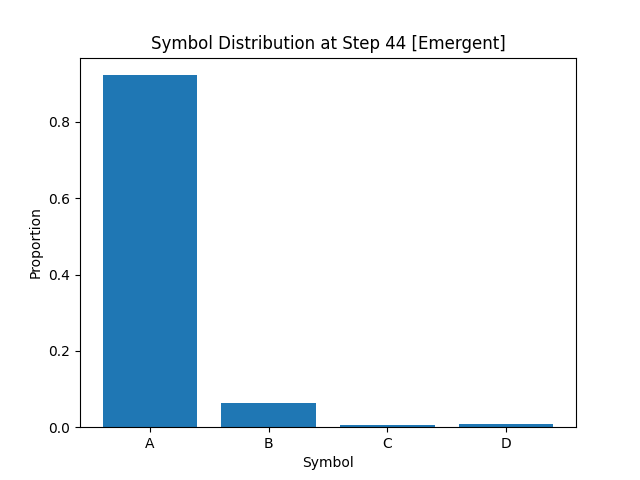 Symbol Distribution at Step 44 [Emergent]
Proportion
0.8
0.6
0.4
0.2
0.0
A B C D
Symbol